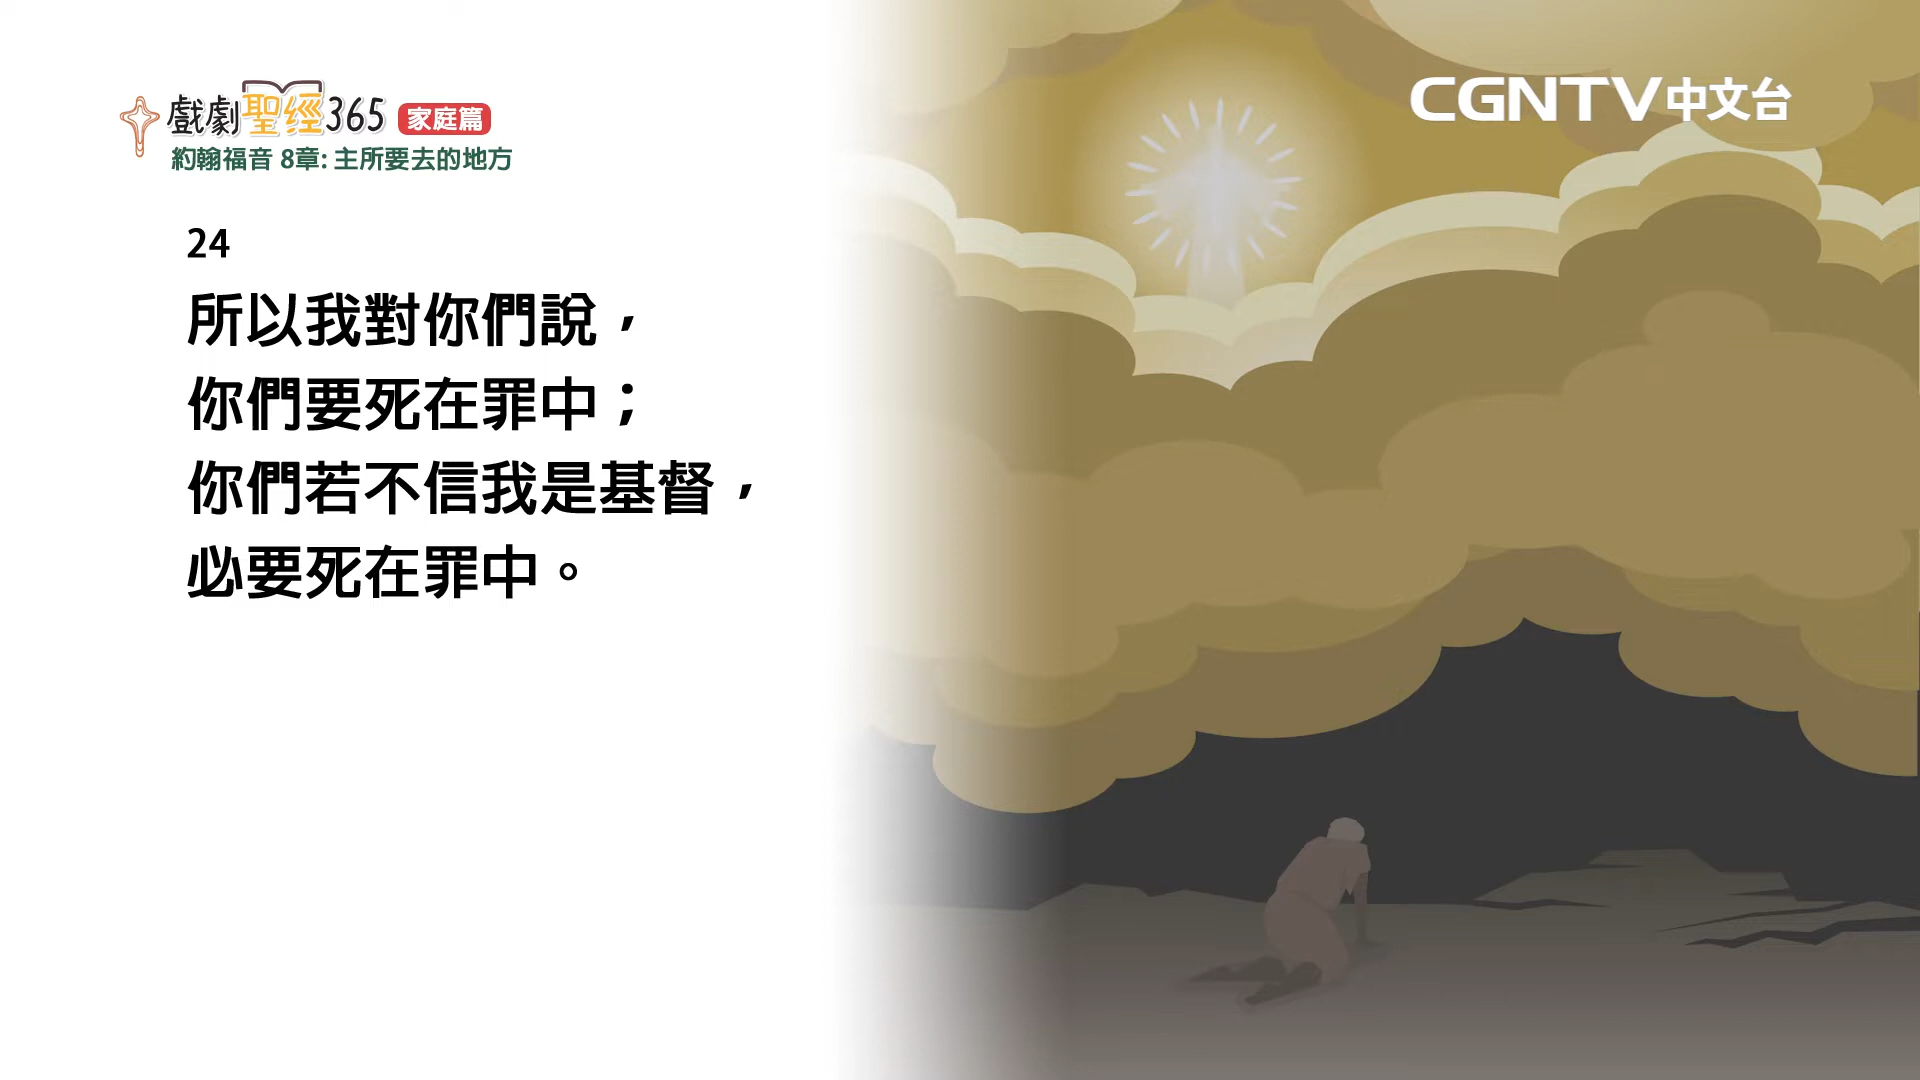 戲劇聖經365 家庭篇
約翰福音 8章: 主所要去的地方
CGNTV中文台
24
所以我對你們說，
你們要死在罪中；
你們若不信我是基督，
必要死在罪中。